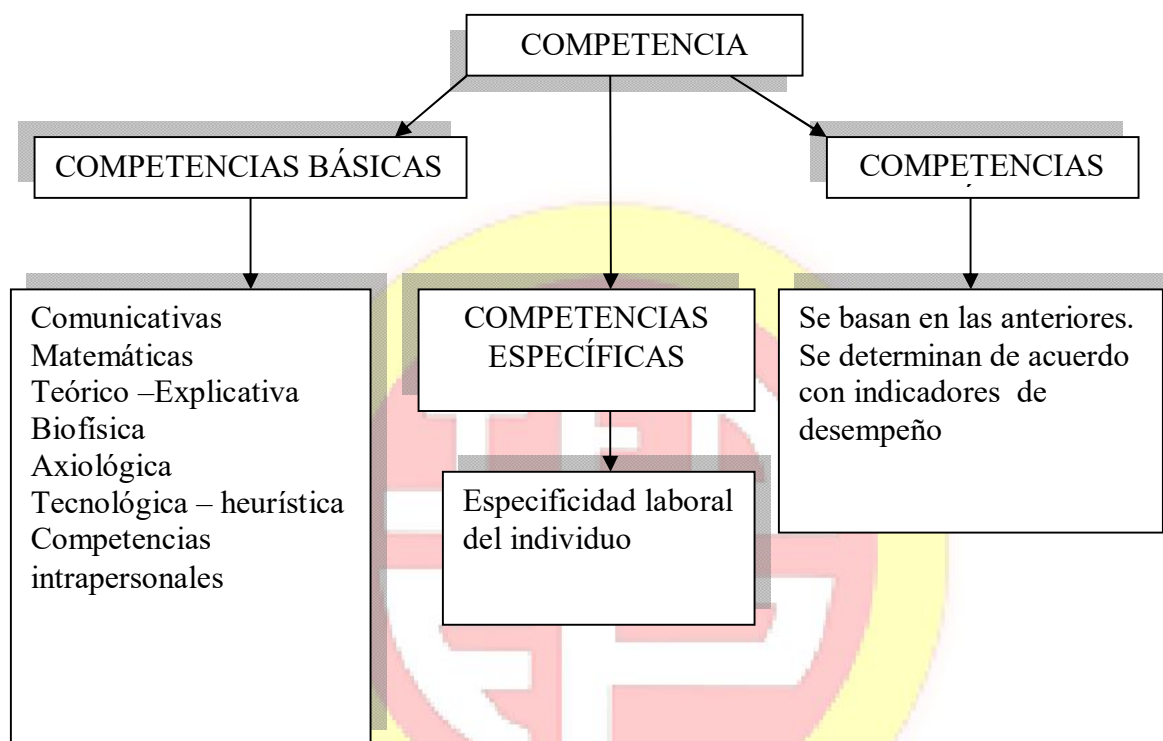 COMPETENCIA
COMPETENCIAS BÁSICAS
COMPETENCIAS
Comunicativas
Matemáticas
Teórico –Explicativa
Biofísica
Axiológica
Tecnológica – heurística
Competencias
intrapersonales
COMPETENCIAS
ESPECÍFICAS
Especificidad laboral
del individuo
Se basan en las anteriores.
Se determinan de acuerdo
con indicadores de
desempeño